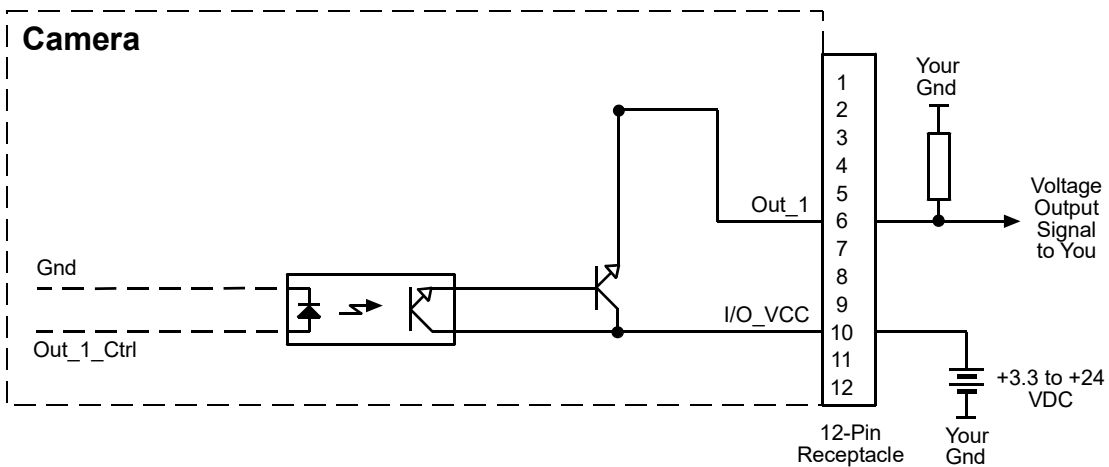 Camera
1
2
3
4
5
6
7
8
9
10
11
12
Your
Gnd
Voltage
Output
Signal
to You
Out_1
Gnd
Out_1_Ctrl
I/O_VCC
+3.3 to +24
VDC
12-Pin
Receptacle
Your
Gnd